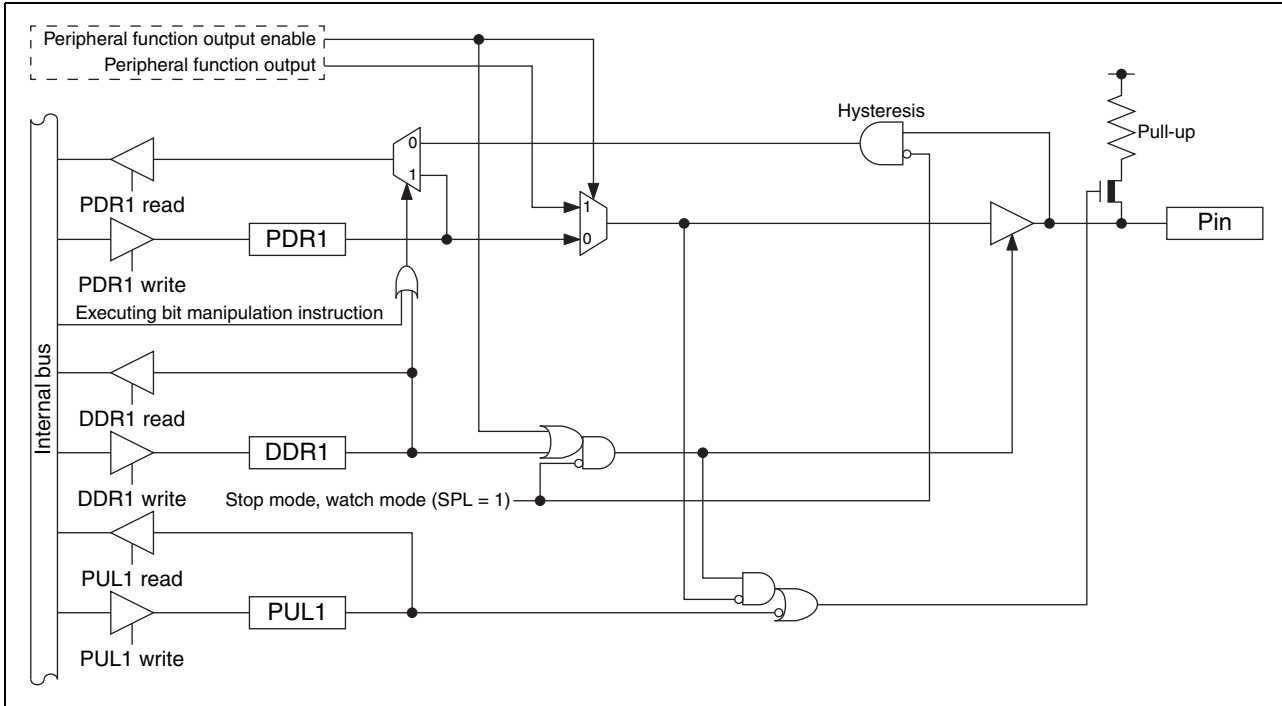 Peripheral function output enable
Peripheral function output
Hysteresis
Pull-up
0
1
PDR1 read
1
0
PDR1
Pin
PDR1 write
Executing bit manipulation instruction
Internal bus
DDR1 read
DDR1
DDR1 write
Stop mode, watch mode (SPL = 1)
PUL1 read
PUL1
PUL1 write